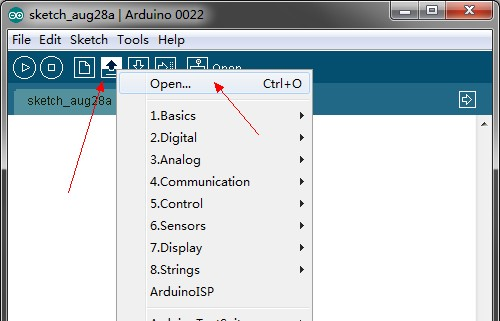 sketch_aug28a | Arduino 0022
File Edit Sketch Tools Help
Open
sketch_aug28a
Open... Ctrl+O
1.Basics
2.Digital
3.Analog
4.Communication
5.Control
6.Sensors
7.Display
8.Strings
ArduinoISP